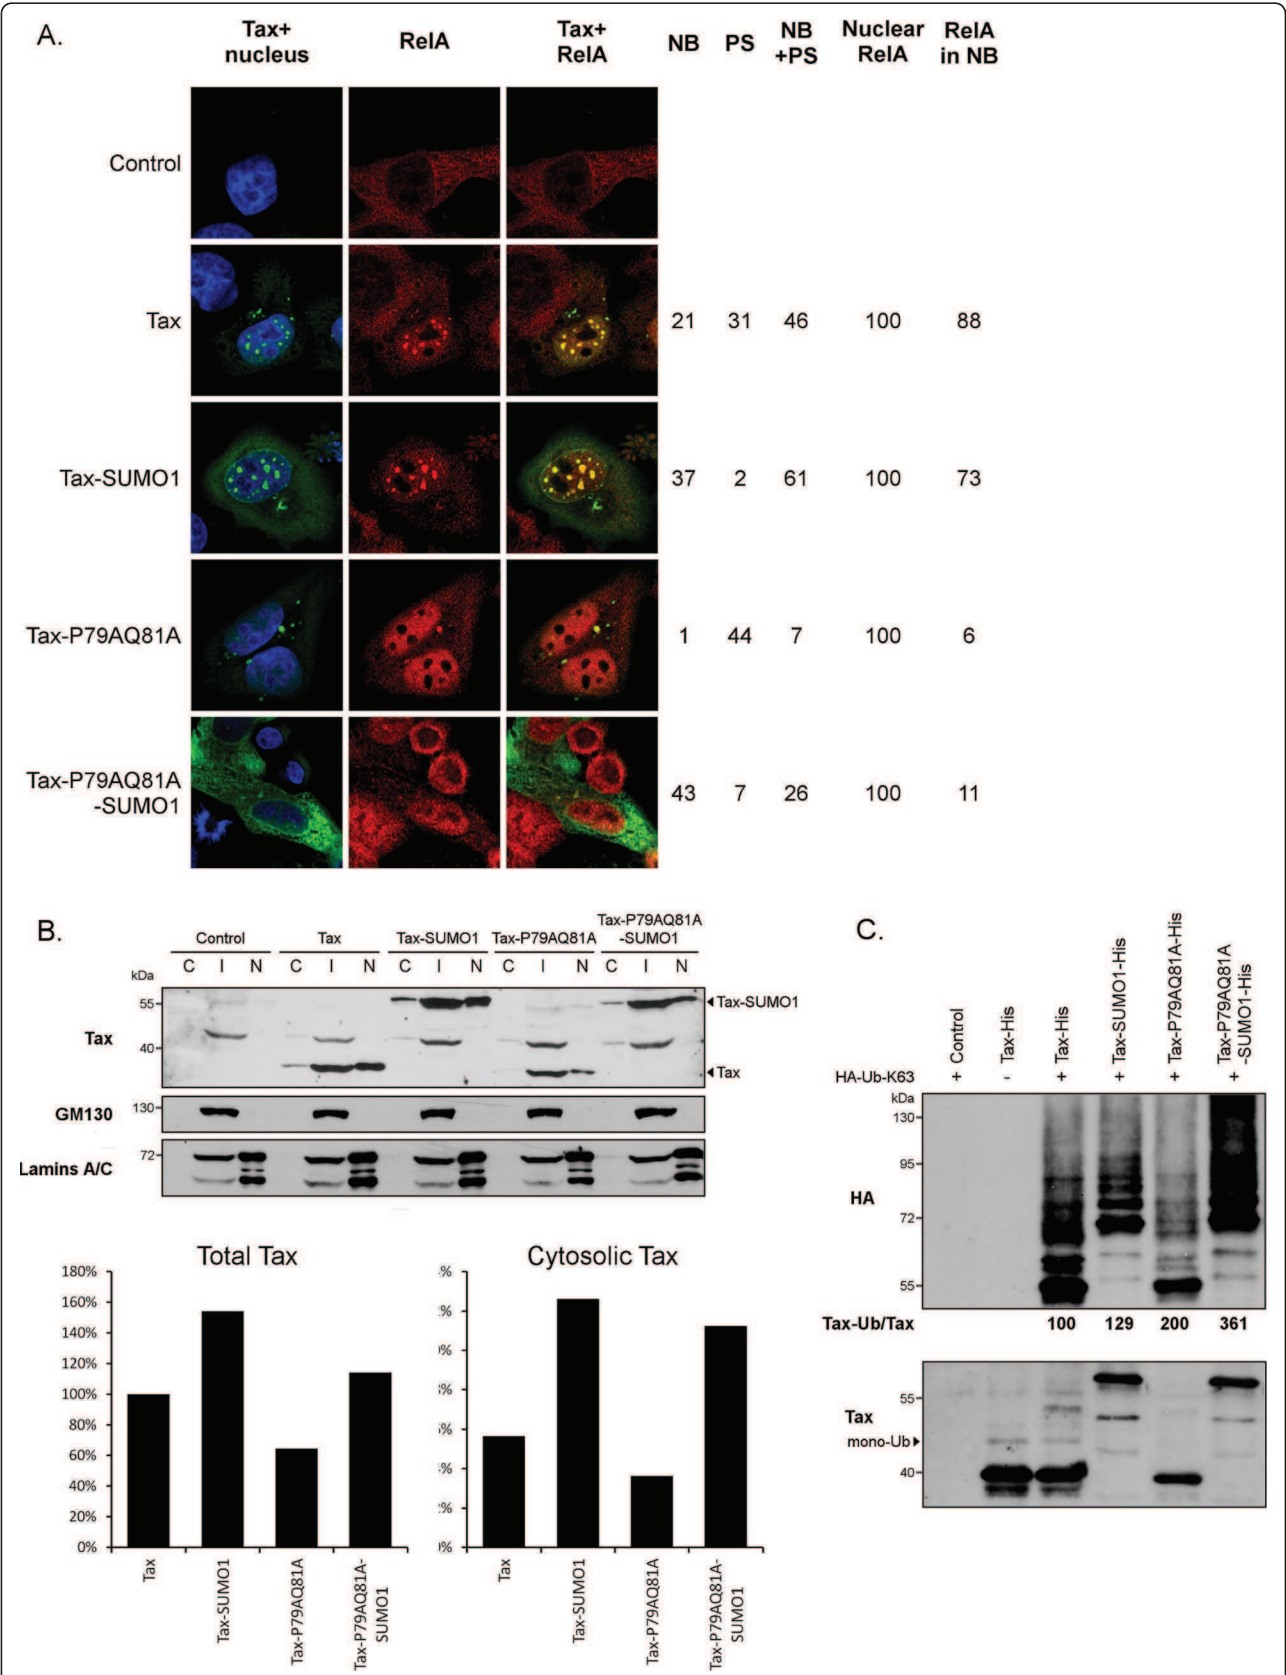 A.
Tax+ nucleus
RelA
Tax+ RelA
NB
PS
NB +PS
Nuclear RelA
RelA in NB
Control
Tax
21 31 46 100 88
Tax-SUMO1
37 2 61 100 73
Tax-P79AQ81A
1 44 7 100 6
Tax-P79AQ81A -SUMO1
43 7 26 100 11
B.
Control
Tax
Tax-SUMO1
Tax-P79AQ81A
Tax-P79AQ81A -SUMO1
C I N C I N C I N C I N C I N
kDa
55
40
Tax
Tax-SUMO1
Tax
GM130
130
Lamins A/C
72
Total Tax
180%
160%
140%
120%
100%
80%
60%
40%
20%
0%
Tax
Tax-SUMO1
Tax-P79AQ81A
Tax-P79AQ81A-SUMO1
Cytosolic Tax
Tax
Tax-SUMO1
Tax-P79AQ81A
Tax-P79AQ81A-SUMO1
C.
Control
Tax-His
Tax-His
Tax-SUMO1-His
Tax-P79AQ81A-His
Tax-P79AQ81A -SUMO1-His
HA-Ub-K63 + - + + + +
kDa
130
95
HA
72
55
Tax-Ub/Tax 100 129 200 361
55
Tax
mono-Ub
40